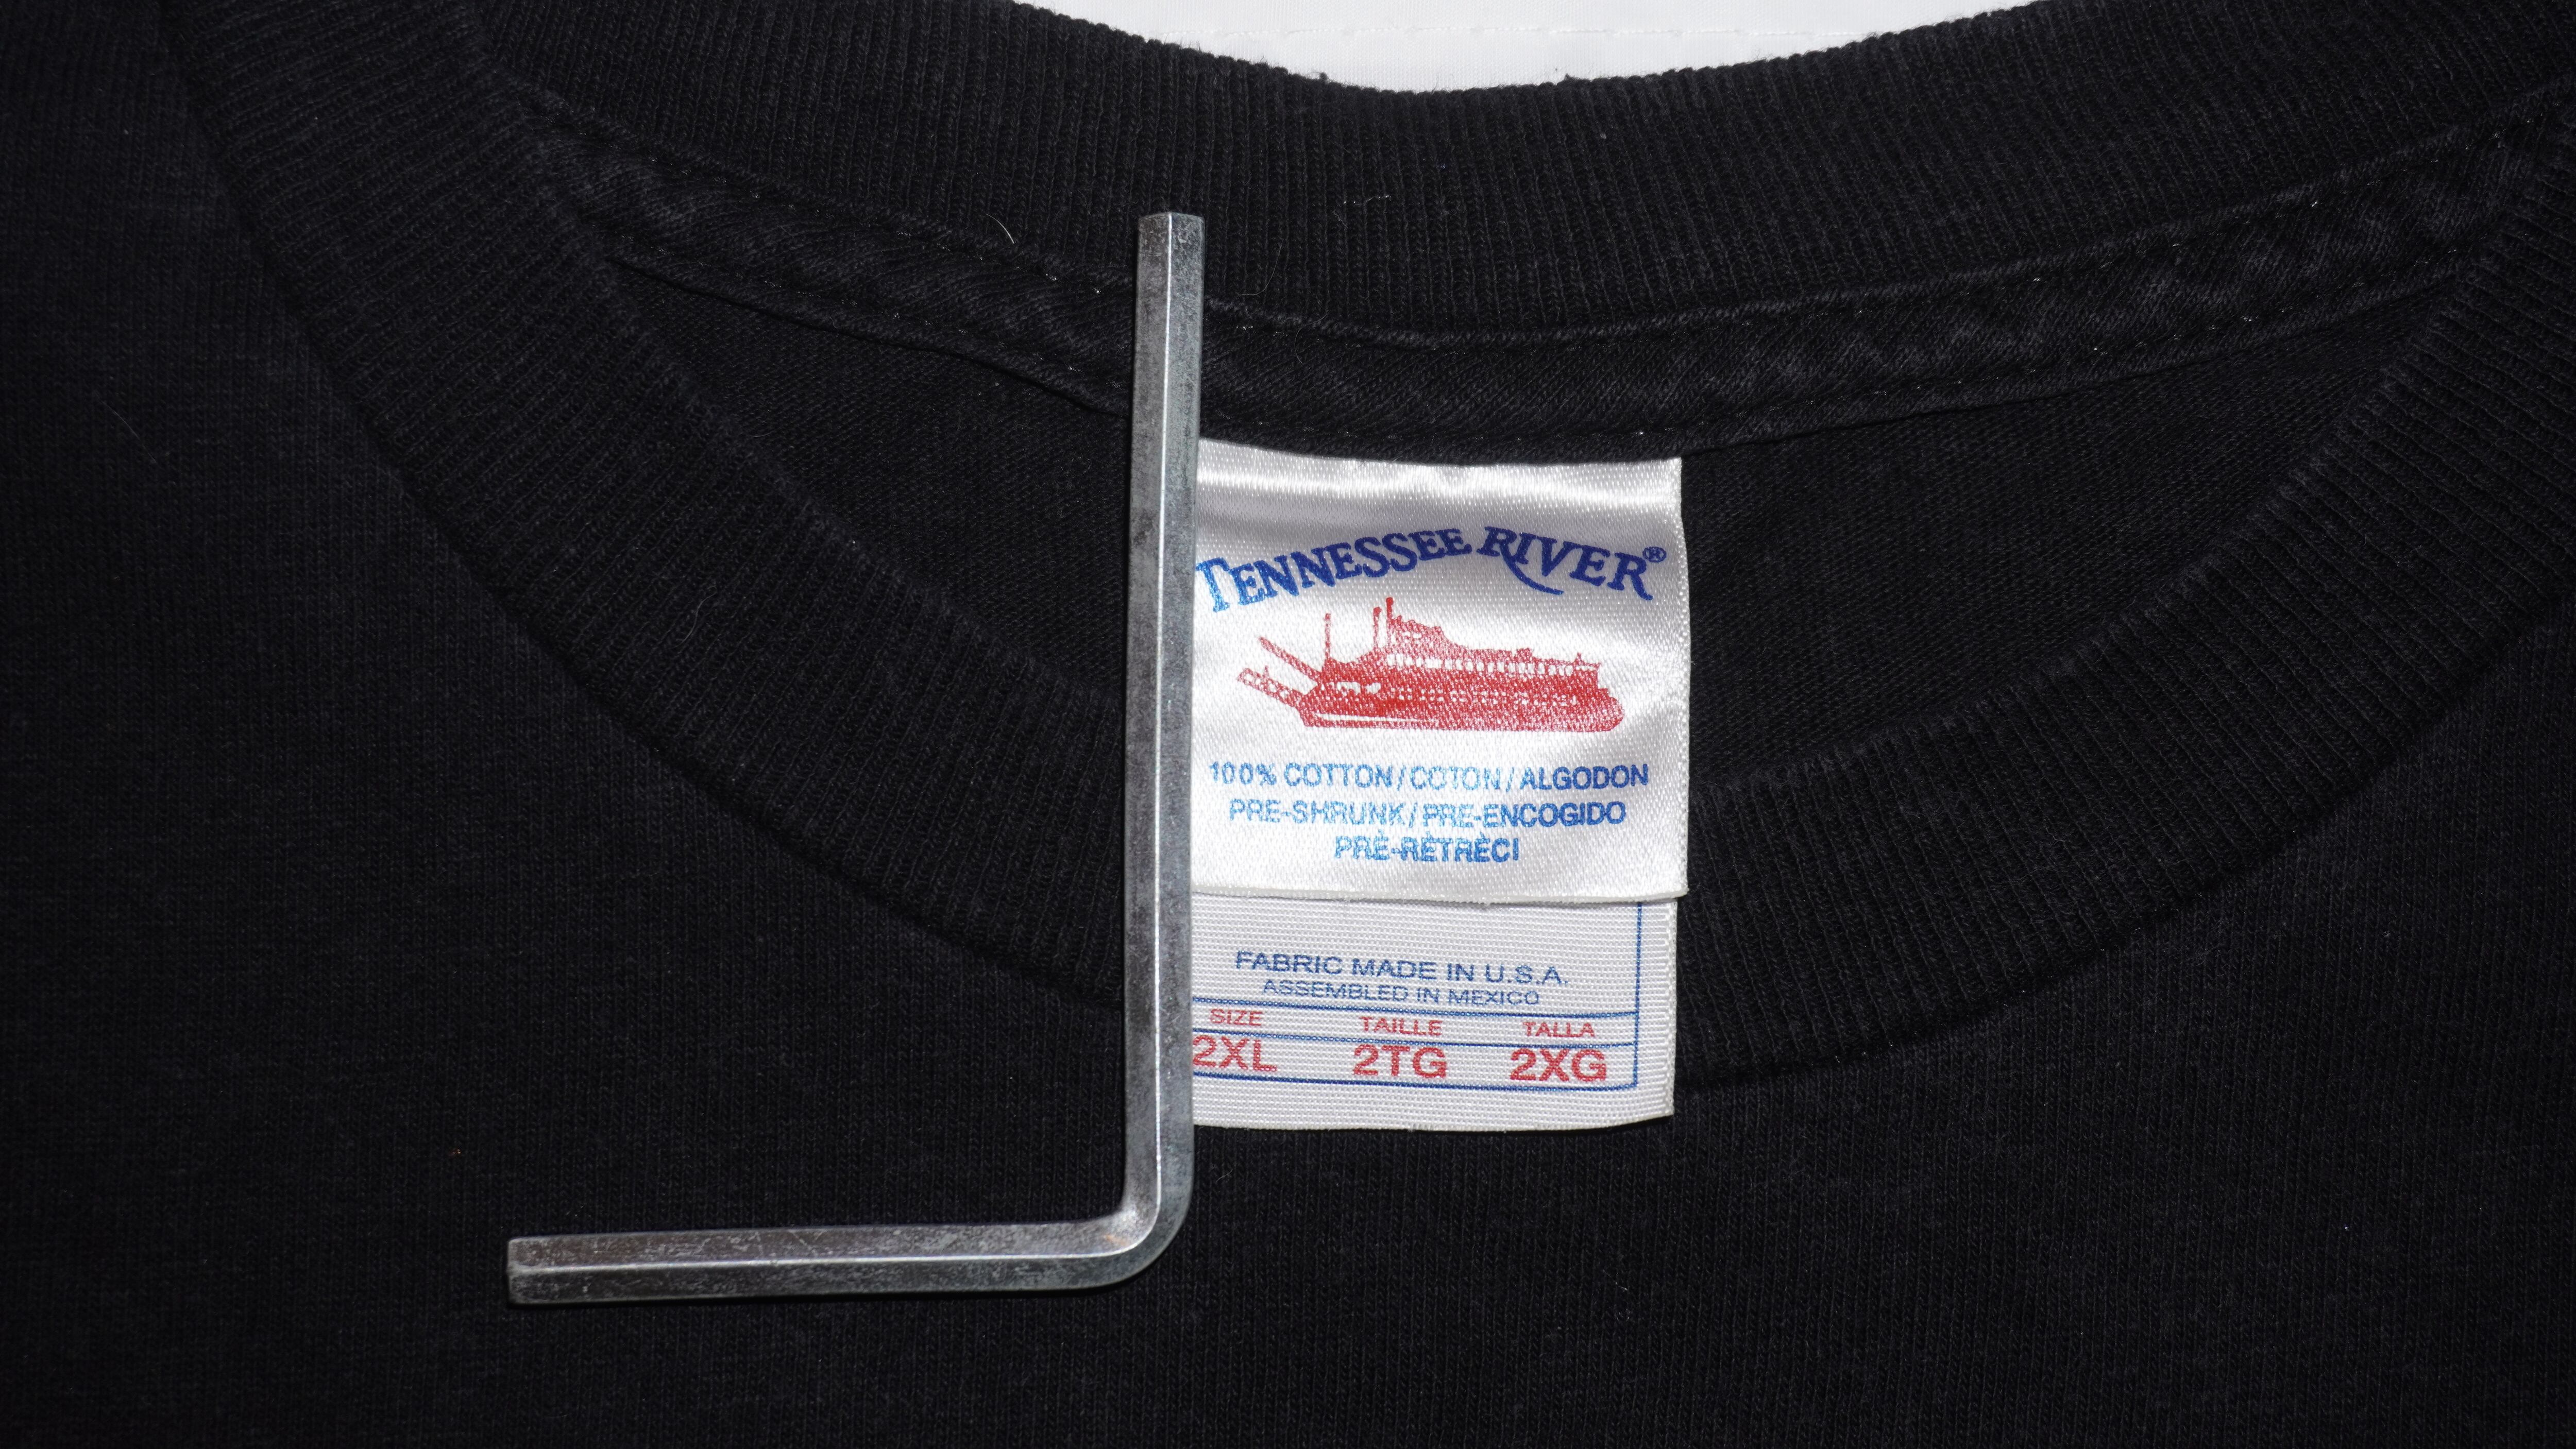 TENNESSEE RIVER®
100% COTTON/COTON/ALGODON
PRE-SHRUNK/PRE-ENCOGIDO
PRÉ-RÉTRÉCI
FABRIC MADE IN U.S.A.
ASSEMBLED IN MEXICO
SIZE TAILLE TALLA
2XL 2TG 2XG